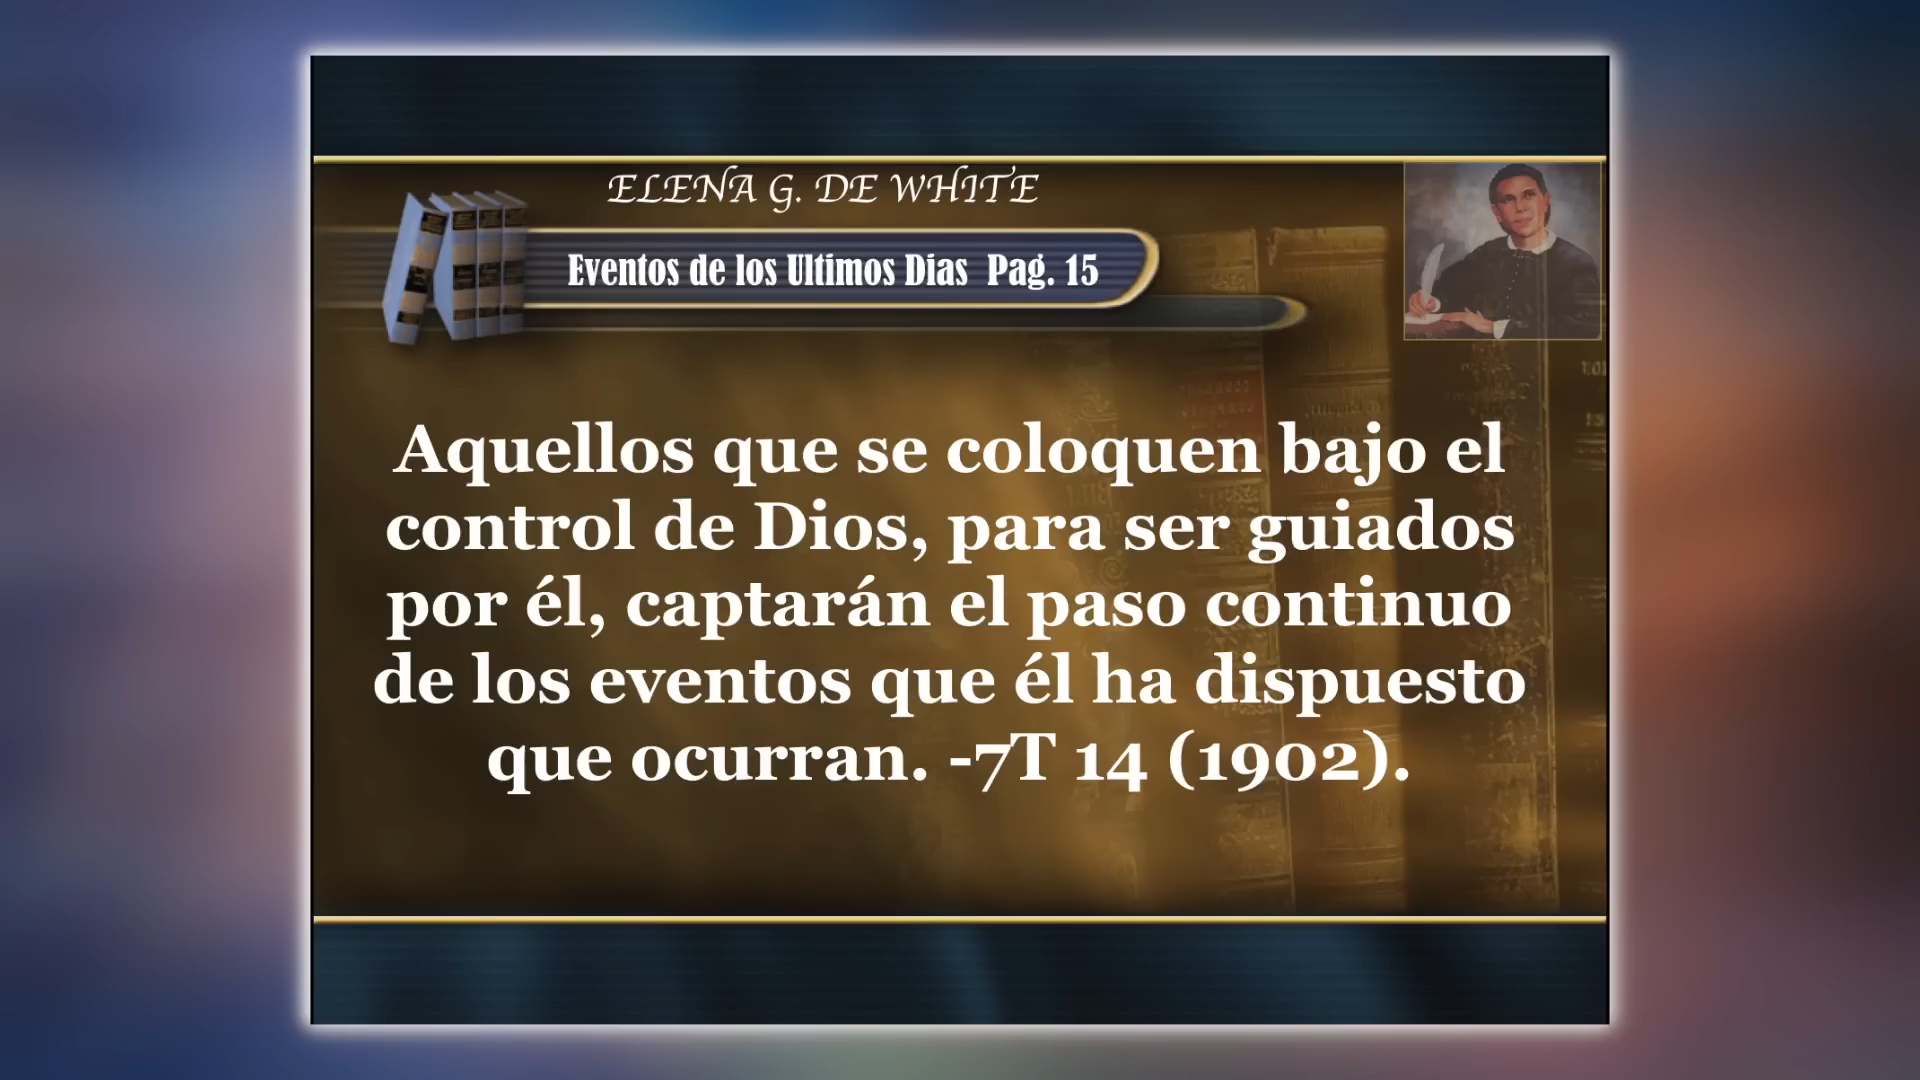 ELENA G. DE WHITE
Eventos de los Ultimos Dias Pag. 15
Aquellos que se coloquen bajo el
control de Dios, para ser guiados
por él, captarán el paso continuo
de los eventos que él ha dispuesto
que ocurran. -7T 14 (1902).